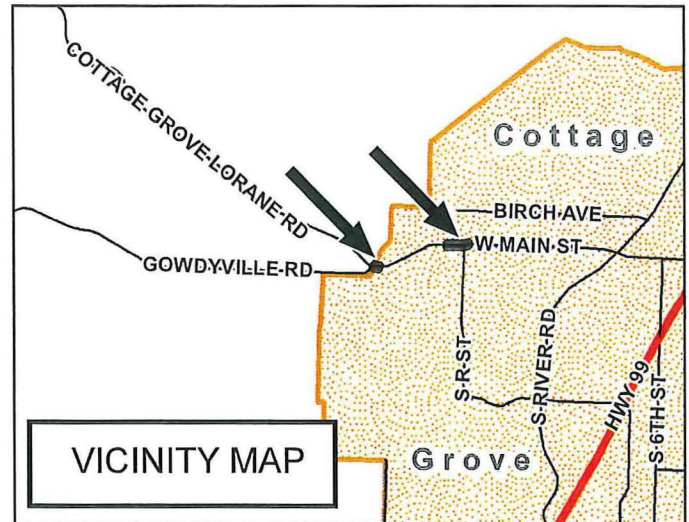 COTTAGE GROVE-LORANE RD
Cottage
BIRCH AVE
W MAIN ST
GOWDYVILLE RD
S R ST
S RIVER RD
HWY 99
S 6TH ST
Grove
VICINITY MAP